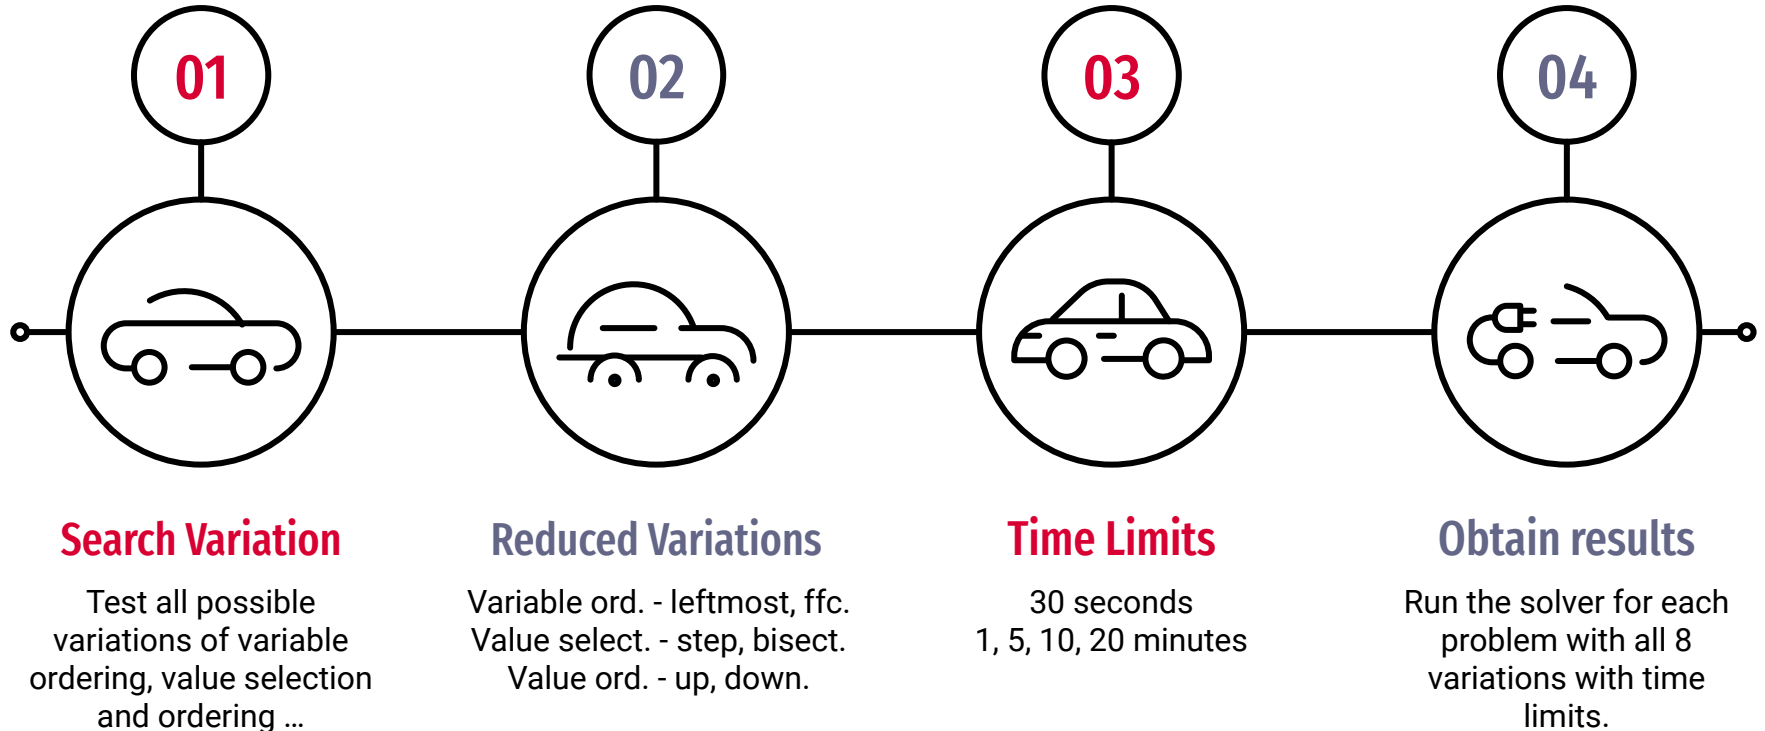 01
02
03
04
Search Variation
Test all possible
variations of variable
ordering, value selection
and ordering ...
Reduced Variations
Variable ord. - leftmost, ffc.
Value select. - step, bisect.
Value ord. - up, down.
Time Limits
30 seconds
1, 5, 10, 20 minutes
Obtain results
Run the solver for each
problem with all 8
variations with time
limits.